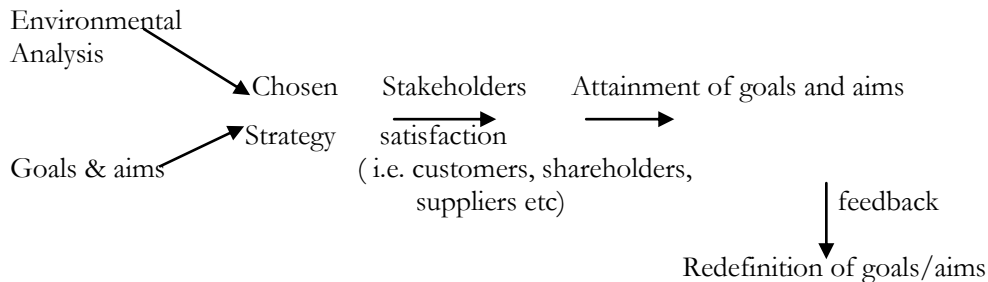 Environmental
Analysis
Chosen Stakeholders Attainment of goals and aims
Strategy satisfaction
Goals & aims ( i.e. customers, shareholders,
suppliers etc)
feedback
Redefinition of goals/aims